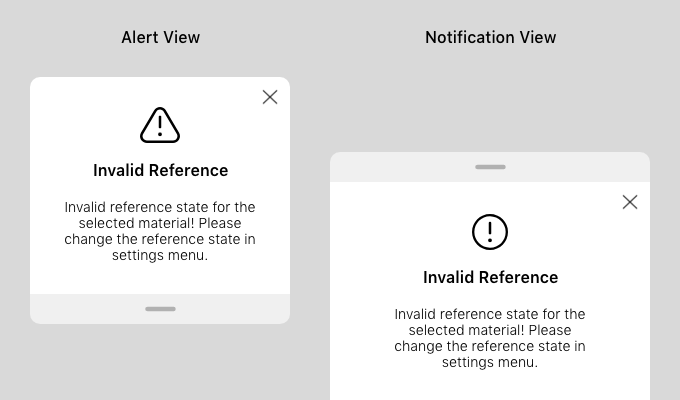 Alert View
Notification View
Invalid Reference
Invalid reference state for the
selected material! Please
change the reference state in
settings menu.
Invalid Reference
Invalid reference state for the
selected material! Please
change the reference state in
settings menu.